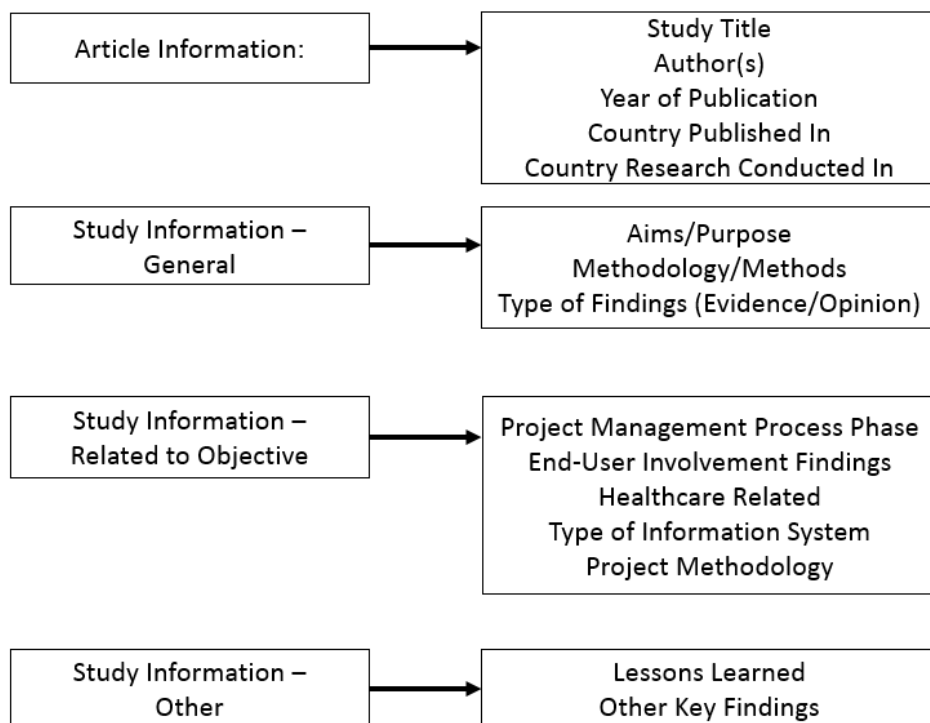 Article Information:
Study Title
Author(s)
Year of Publication
Country Published In
Country Research Conducted In
Study Information –
General
Aims/Purpose
Methodology/Methods
Type of Findings (Evidence/Opinion)
Study Information –
Related to Objective
Project Management Process Phase
End-User Involvement Findings
Healthcare Related
Type of Information System
Project Methodology
Study Information –
Other
Lessons Learned
Other Key Findings